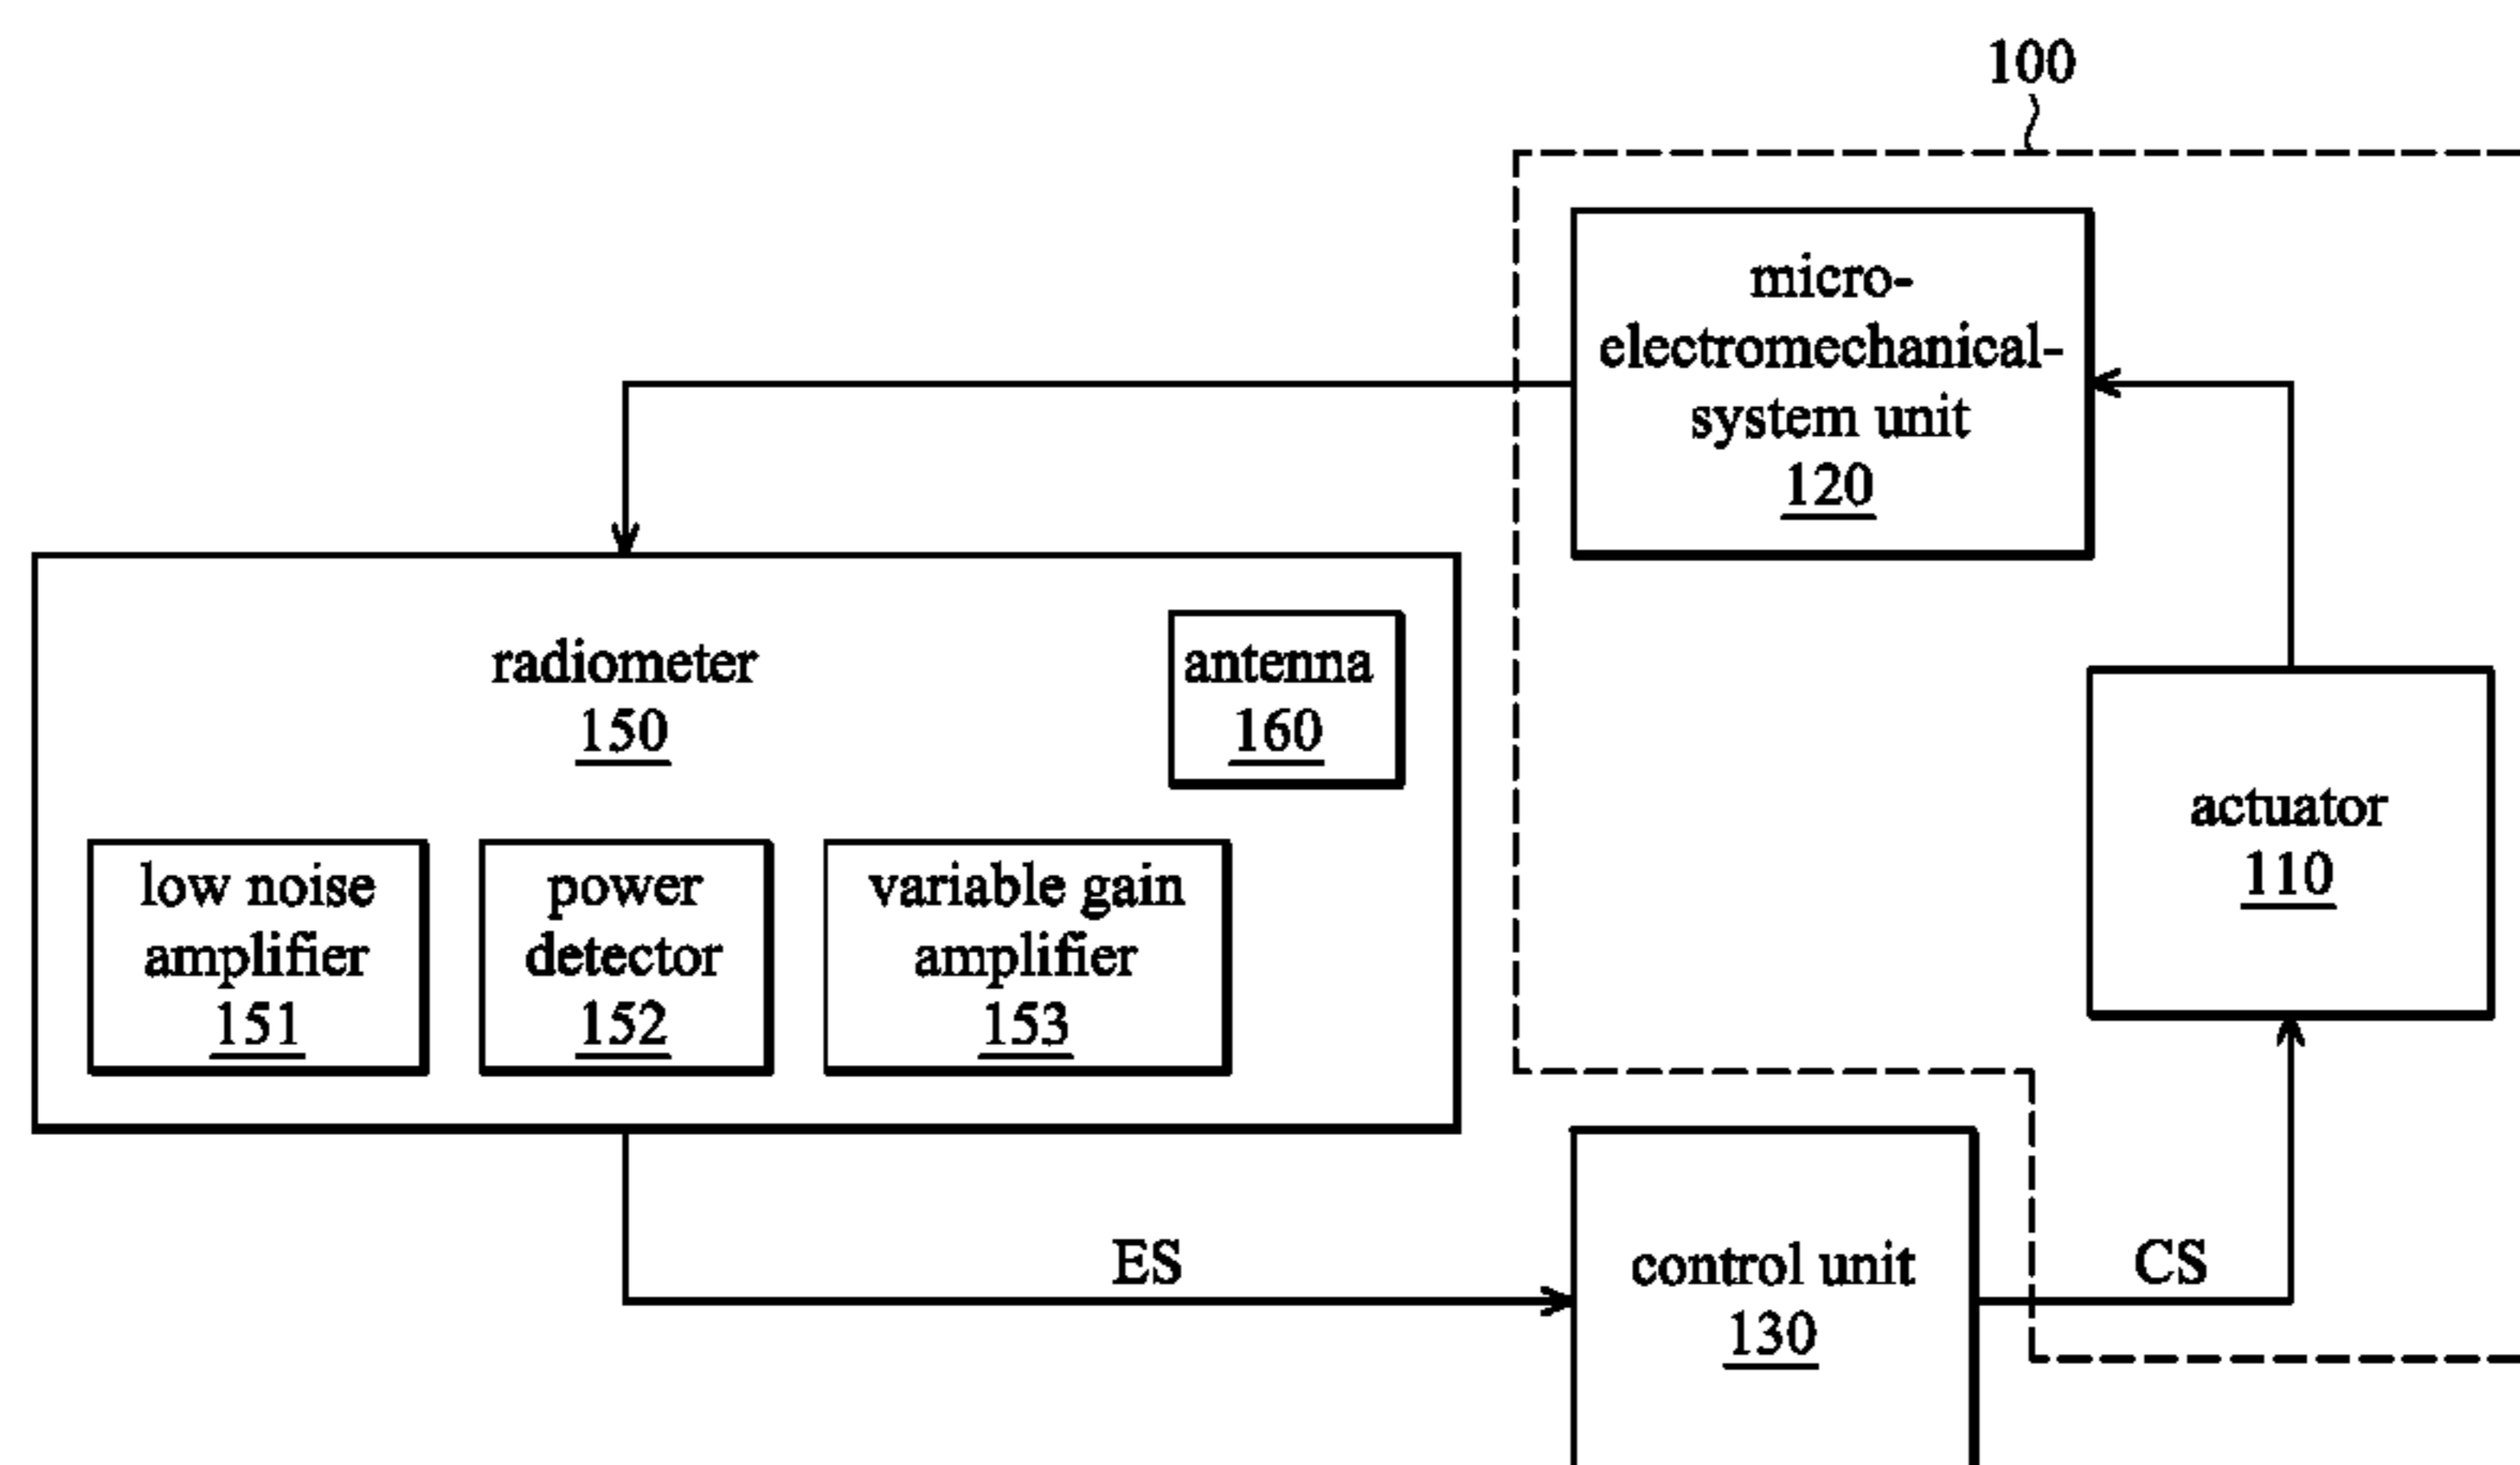 100
micro-
electromechanical-
system unit
120
radiometer
150
antenna
160
low noise
amplifier
151
power
detector
152
variable gain
amplifier
153
actuator
110
ES
control unit
130
CS